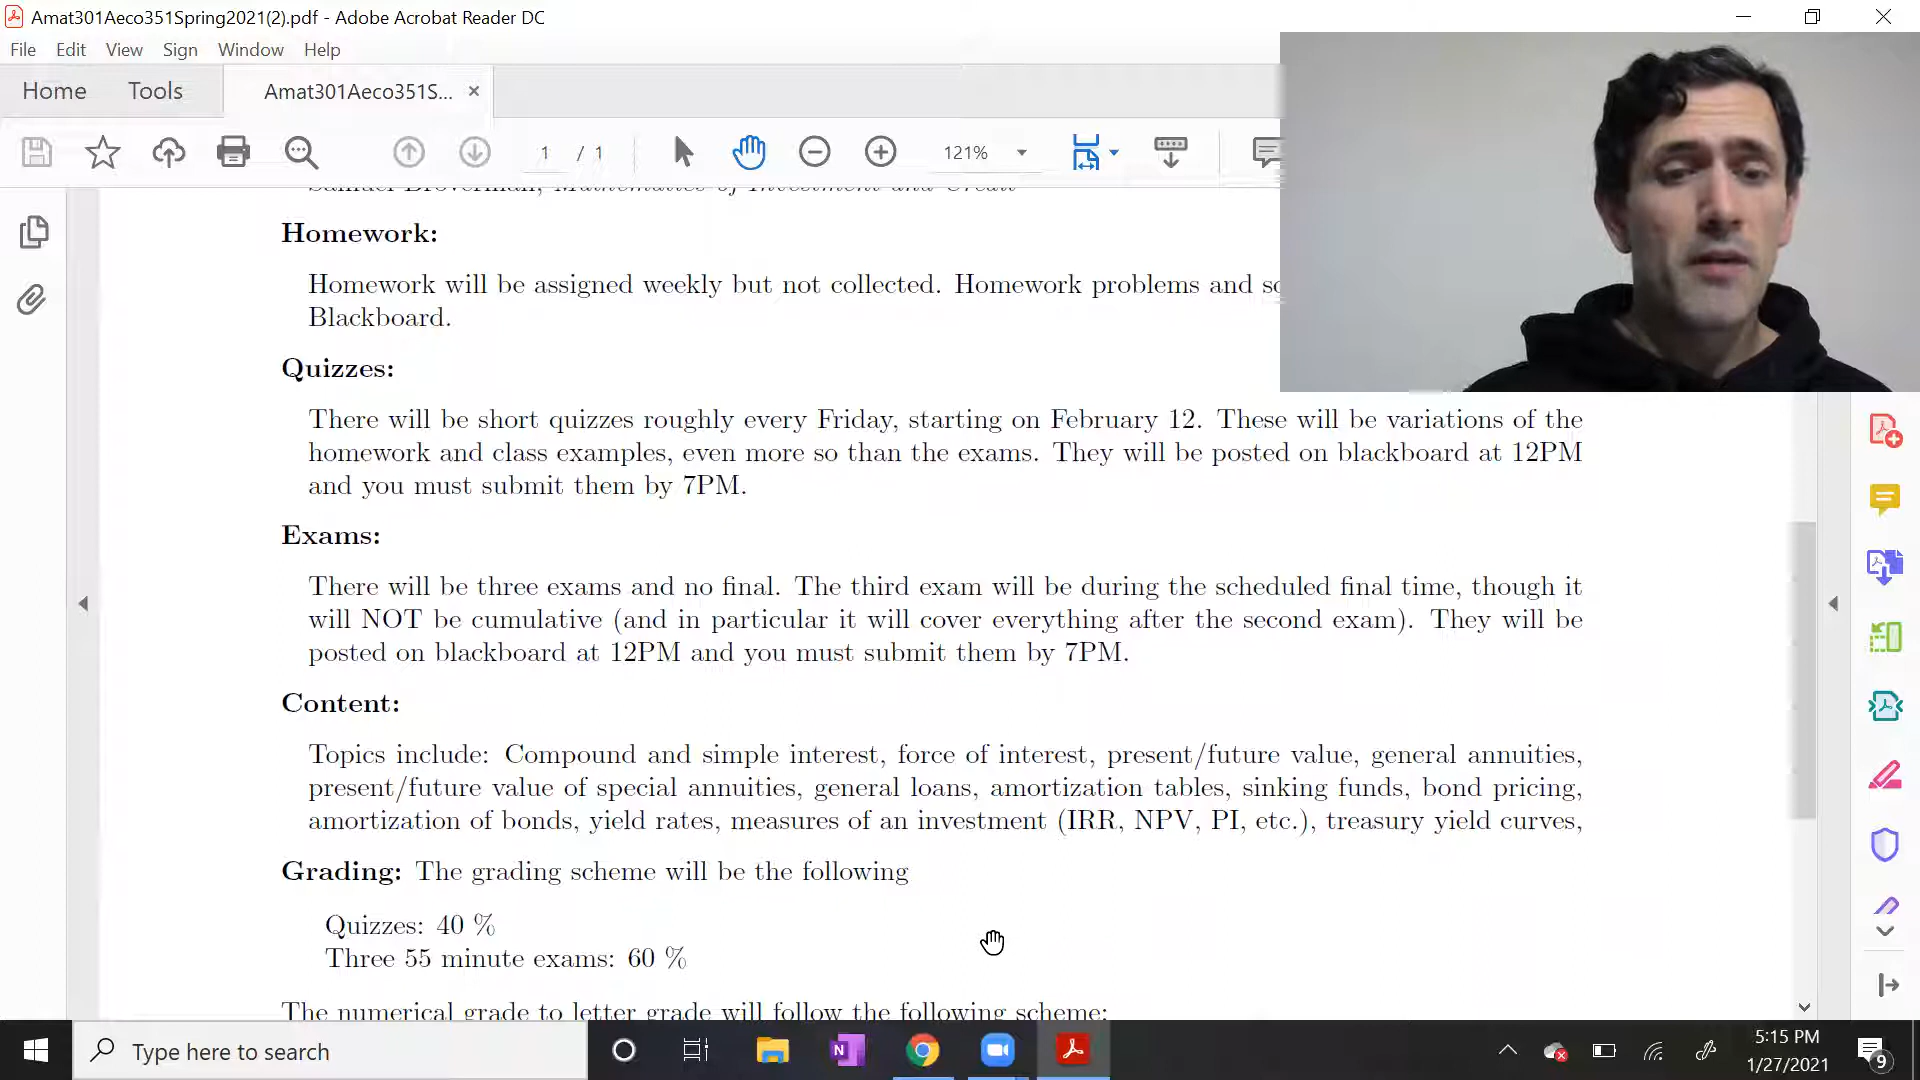 Amat301Aeco351Spring2021(2).pdf - Adobe Acrobat Reader DC
File Edit View Sign Window Help
Home Tools Amat301Aeco351S... ×
1 / 1 121%
Samuel Broverman, Mathematics of Investment and Credit
Homework:
Homework will be assigned weekly but not collected. Homework problems and
Blackboard.
Quizzes:
There will be short quizzes roughly every Friday, starting on February 12. These will be variations of the
homework and class examples, even more so than the exams. They will be posted on blackboard at 12PM
and you must submit them by 7PM.
Exams:
There will be three exams and no final. The third exam will be during the scheduled final time, though it
will NOT be cumulative (and in particular it will cover everything after the second exam). They will be
posted on blackboard at 12PM and you must submit them by 7PM.
Content:
Topics include: Compound and simple interest, force of interest, present/future value, general annuities,
present/future value of special annuities, general loans, amortization tables, sinking funds, bond pricing,
amortization of bonds, yield rates, measures of an investment (IRR, NPV, PI, etc.), treasury yield curves,
Grading: The grading scheme will be the following
Quizzes: 40 %
Three 55 minute exams: 60 %
The numerical grade to letter grade will follow the following scheme:
Type here to search
5:15 PM
1/27/2021
9